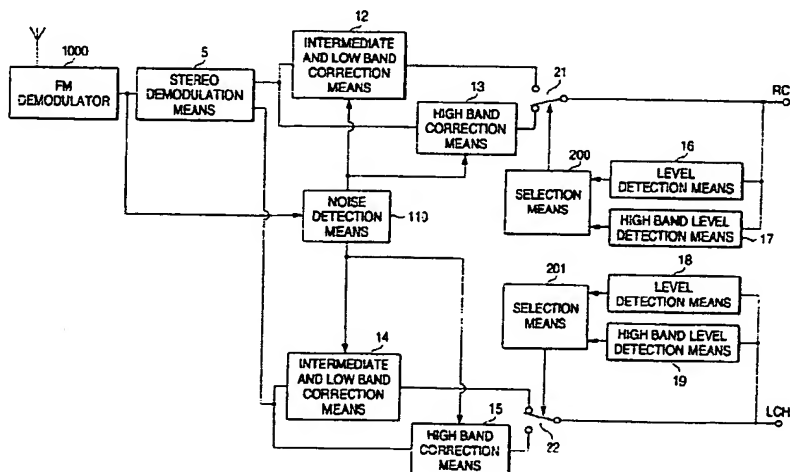 12
1000
5
INTERMEDIATE
AND LOW BAND
CORRECTION
MEANS
FM
DEMODULATOR
STEREO
DEMODULATION
MEANS
13
21
RC
HIGH BAND
CORRECTION
MEANS
200
16
LEVEL
DETECTION MEANS
SELECTION
MEANS
NOISE
DETECTION
MEANS
110
HIGH BAND LEVEL
DETECTION MEANS
17
201
18
LEVEL
DETECTION MEANS
SELECTION
MEANS
14
HIGH BAND LEVEL
DETECTION MEANS
19
INTERMEDIATE
AND LOW BAND
CORRECTION
MEANS
15
22
LCH
HIGH BAND
CORRECTION
MEANS